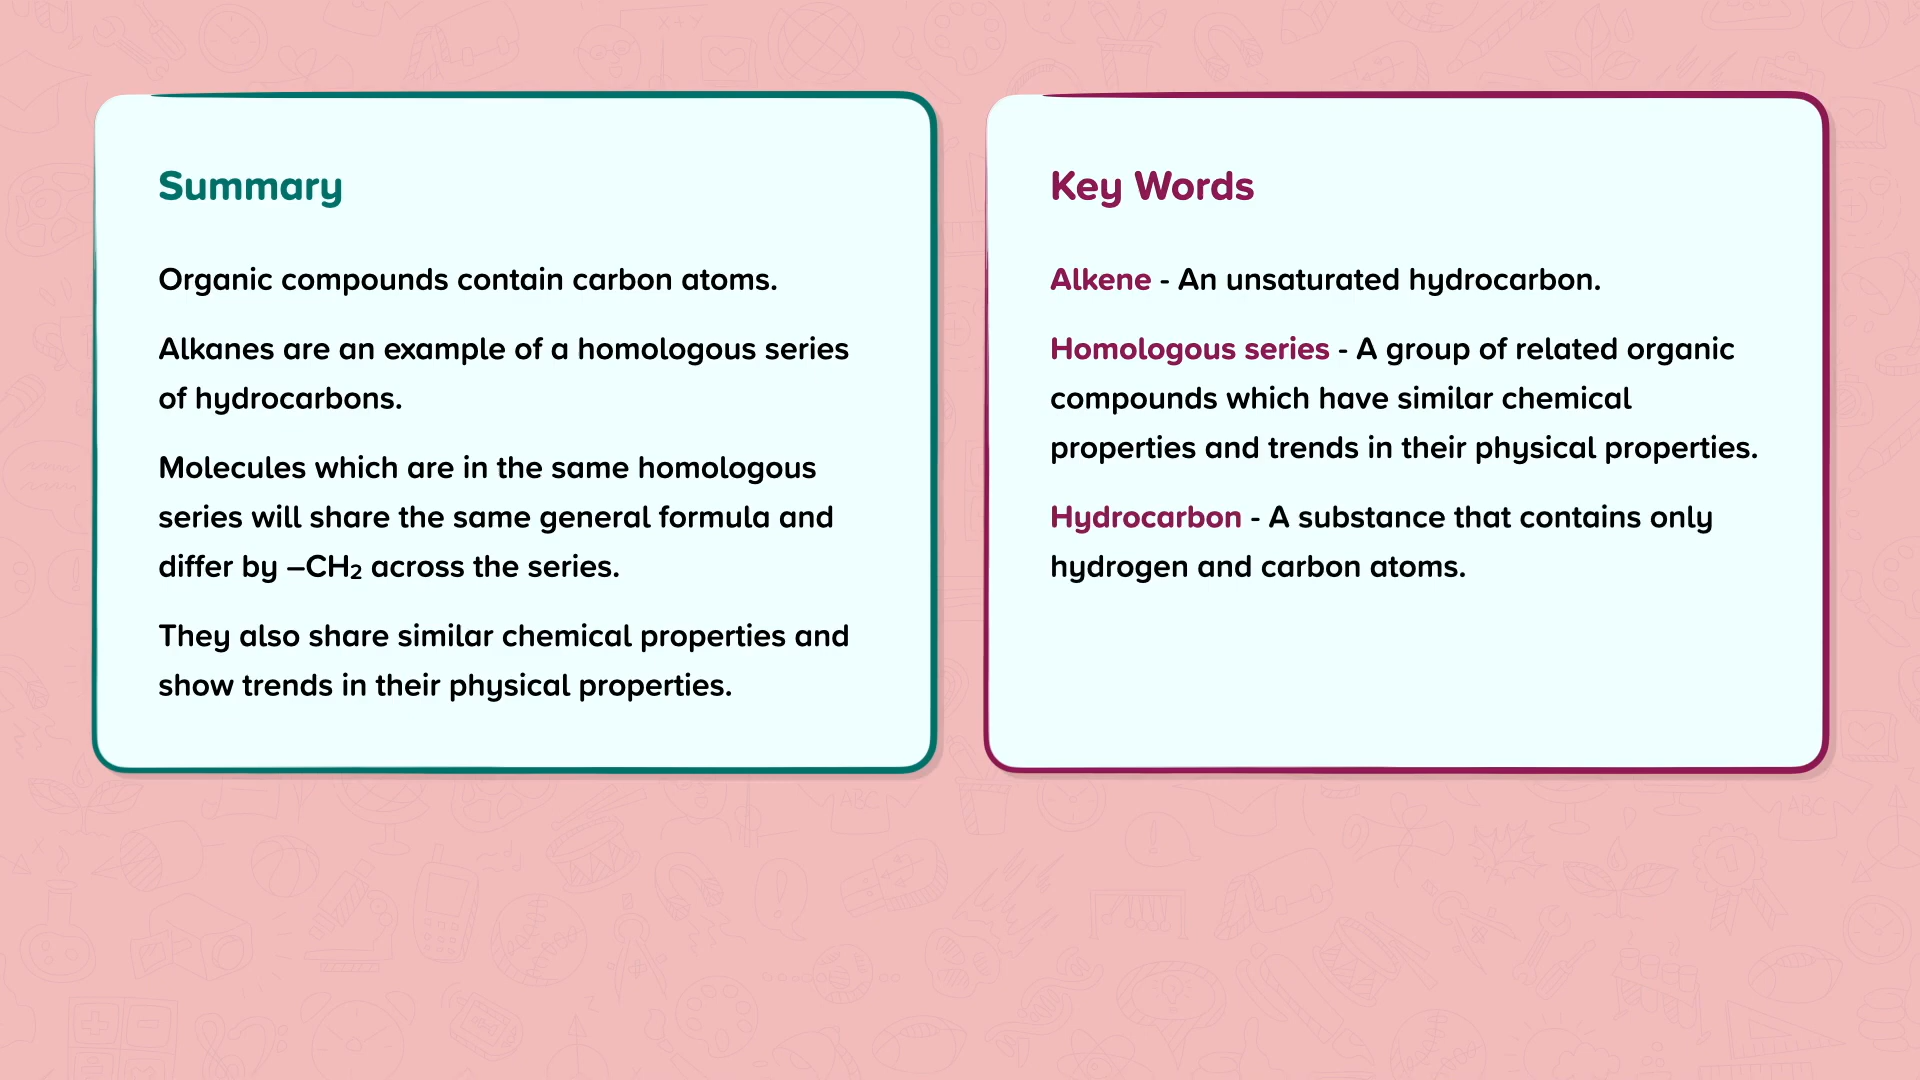 Summary
Organic compounds contain carbon atoms.
Alkanes are an example of a homologous series
of hydrocarbons.
Molecules which are in the same homologous
series will share the same general formula and
differ by –CH₂ across the series.
They also share similar chemical properties and
show trends in their physical properties.
Key Words
Alkene - An unsaturated hydrocarbon.
Homologous series - A group of related organic
compounds which have similar chemical
properties and trends in their physical properties.
Hydrocarbon - A substance that contains only
hydrogen and carbon atoms.
ABC
ABC